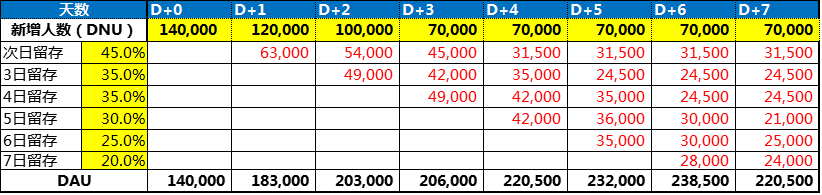 天数 D+0 D+1 D+2 D+3 D+4 D+5 D+6 D+7
新增人数（DNU） 140,000 120,000 100,000 70,000 70,000 70,000 70,000 70,000
次日留存 45.0% 63,000 54,000 45,000 31,500 31,500 31,500 31,500
3日留存 35.0% 49,000 42,000 35,000 24,500 24,500 24,500
4日留存 35.0% 49,000 42,000 35,000 24,500 24,500
5日留存 30.0% 42,000 36,000 30,000 21,000
6日留存 25.0% 35,000 30,000 25,000
7日留存 20.0% 28,000 24,000
DAU 140,000 183,000 203,000 206,000 220,500 232,000 238,500 220,500